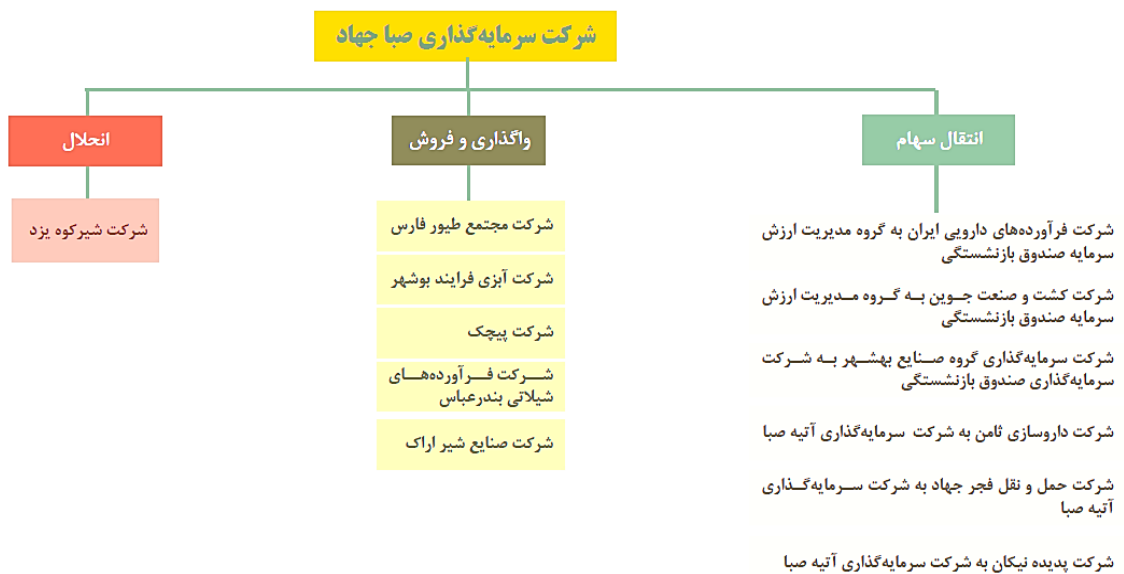 شرکت سرمایه‌گذاری صبا جهاد
انتقال سهام
واگذاری و فروش
انحلال
شرکت فرآورده‌های دارویی ایران به گروه مدیریت ارزش
سرمایه صندوق بازنشستگی
شرکت کشت و صنعت جوین به گروه مدیریت ارزش
سرمایه صندوق بازنشستگی
شرکت سرمایه‌گذاری گروه صنایع بهشهر به شرکت
سرمایه‌گذاری صندوق بازنشستگی
شرکت داروسازی ثامن به شرکت سرمایه‌گذاری آتیه صبا
شرکت حمل و نقل فجر جهاد به شرکت سرمایه‌گذاری
آتیه صبا
شرکت پدیده نیکان به شرکت سرمایه‌گذاری آتیه صبا
شرکت مجتمع طیور فارس
شرکت آبزی فرایند بوشهر
شرکت پیچک
شرکت فرآورده‌های
شیلاتی بندرعباس
شرکت صنایع شیر اراک
شرکت شیرکوه یزد